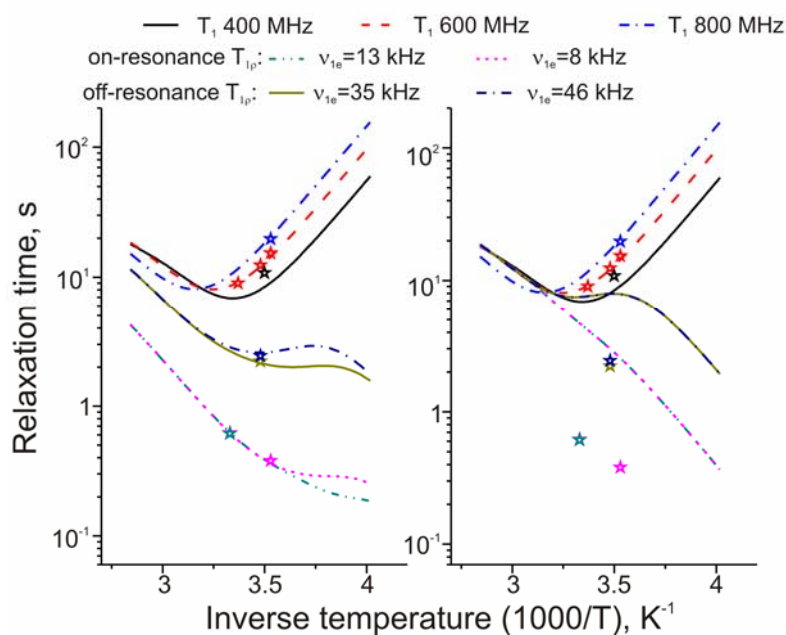 T₁ 400 MHz T₁ 600 MHz T₁ 800 MHz
on-resonance T₁ρ: ν₁ₑ=13 kHz ν₁ₑ=8 kHz
off-resonance T₁ρ: ν₁ₑ=35 kHz ν₁ₑ=46 kHz
Relaxation time, s
10² 10²
10¹ 10¹
10⁰ 10⁰
10⁻¹ 10⁻¹
3 3.5 4 3 3.5 4
Inverse temperature (1000/T), K⁻¹